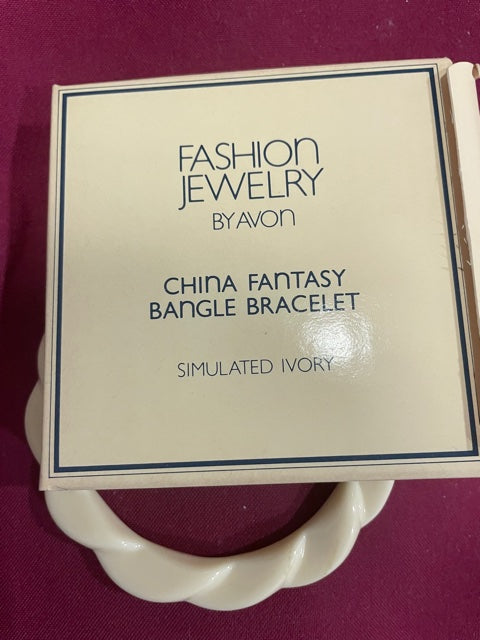 FASHION
JEWELRY
BY AVON
CHINA FANTASY
BANGLE BRACELET
SIMULATED IVORY